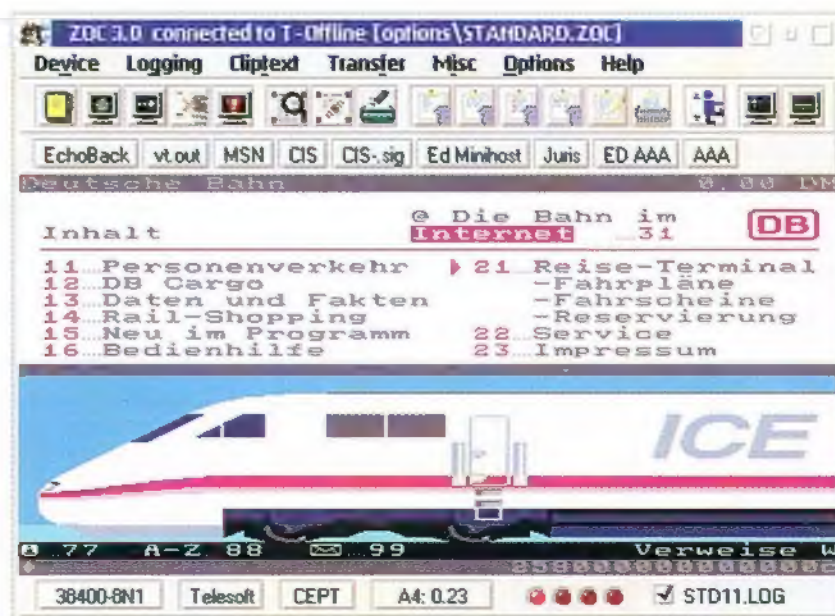 ZOC 3.0 connected to T-Offline [options\STANDARD.ZOC]
Device Logging Cliptext Transfer Misc Options Help
EchoBack vt.out MSN CIS CIS-.sig Ed Minihost Juris ED AAA AAA
Deutsche Bahn 0.00 DM
@ Die Bahn im
Inhalt Internet ..31 DB
11..Personenverkehr 21..Reise-Terminal
12..DB Cargo -Fahrpläne
13..Daten und Fakten -Fahrscheine
14..Rail-Shopping -Reservierung
15..Neu im Programm 22..Service
16..Bedienhilfe 23..Impressum
ICE
..77 A-Z 88 ..99 Verweise W
38400-8N1 Telesoft CEPT A4: 0.23 STD11.LOG